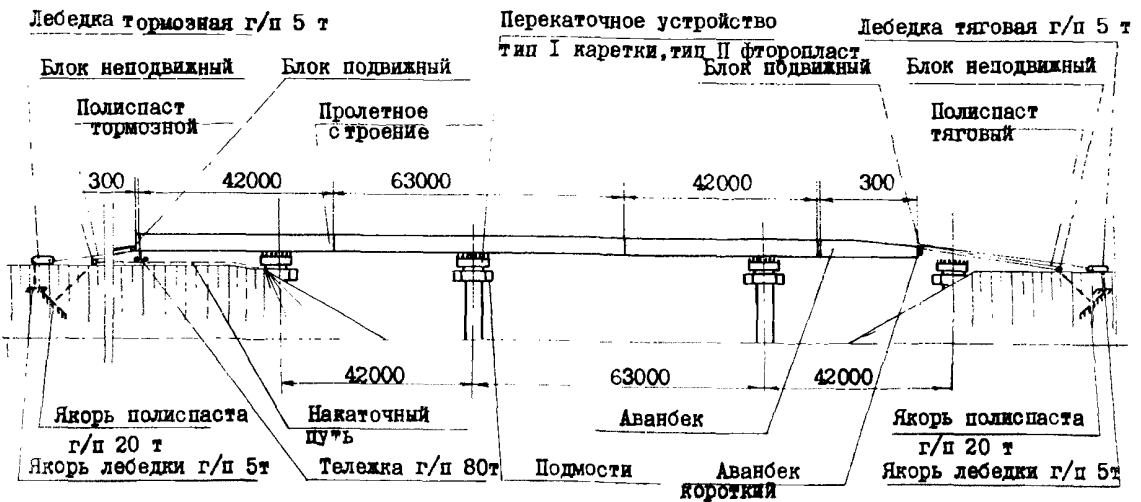 Лебедка тормозная г/п 5 т
Перекаточное устройство
тип I каретки, тип II фторопласт
Лебедка тяговая г/п 5 т
Блок неподвижный
Блок подвижный
Блок подвижный
Блок неподвижный
Полиспаст
тормозной
Пролетное
строение
Полиспаст
тяговый
300
42000
63000
42000
300
42000
63000
42000
Якорь полиспаста
г/п 20 т
Якорь лебедки г/п 5т
Накаточный
путь
Тележка г/п 80т
Подмости
Аванбек
Аванбек
короткий
Якорь полиспаста
г/п 20 т
Якорь лебедки г/п 5т